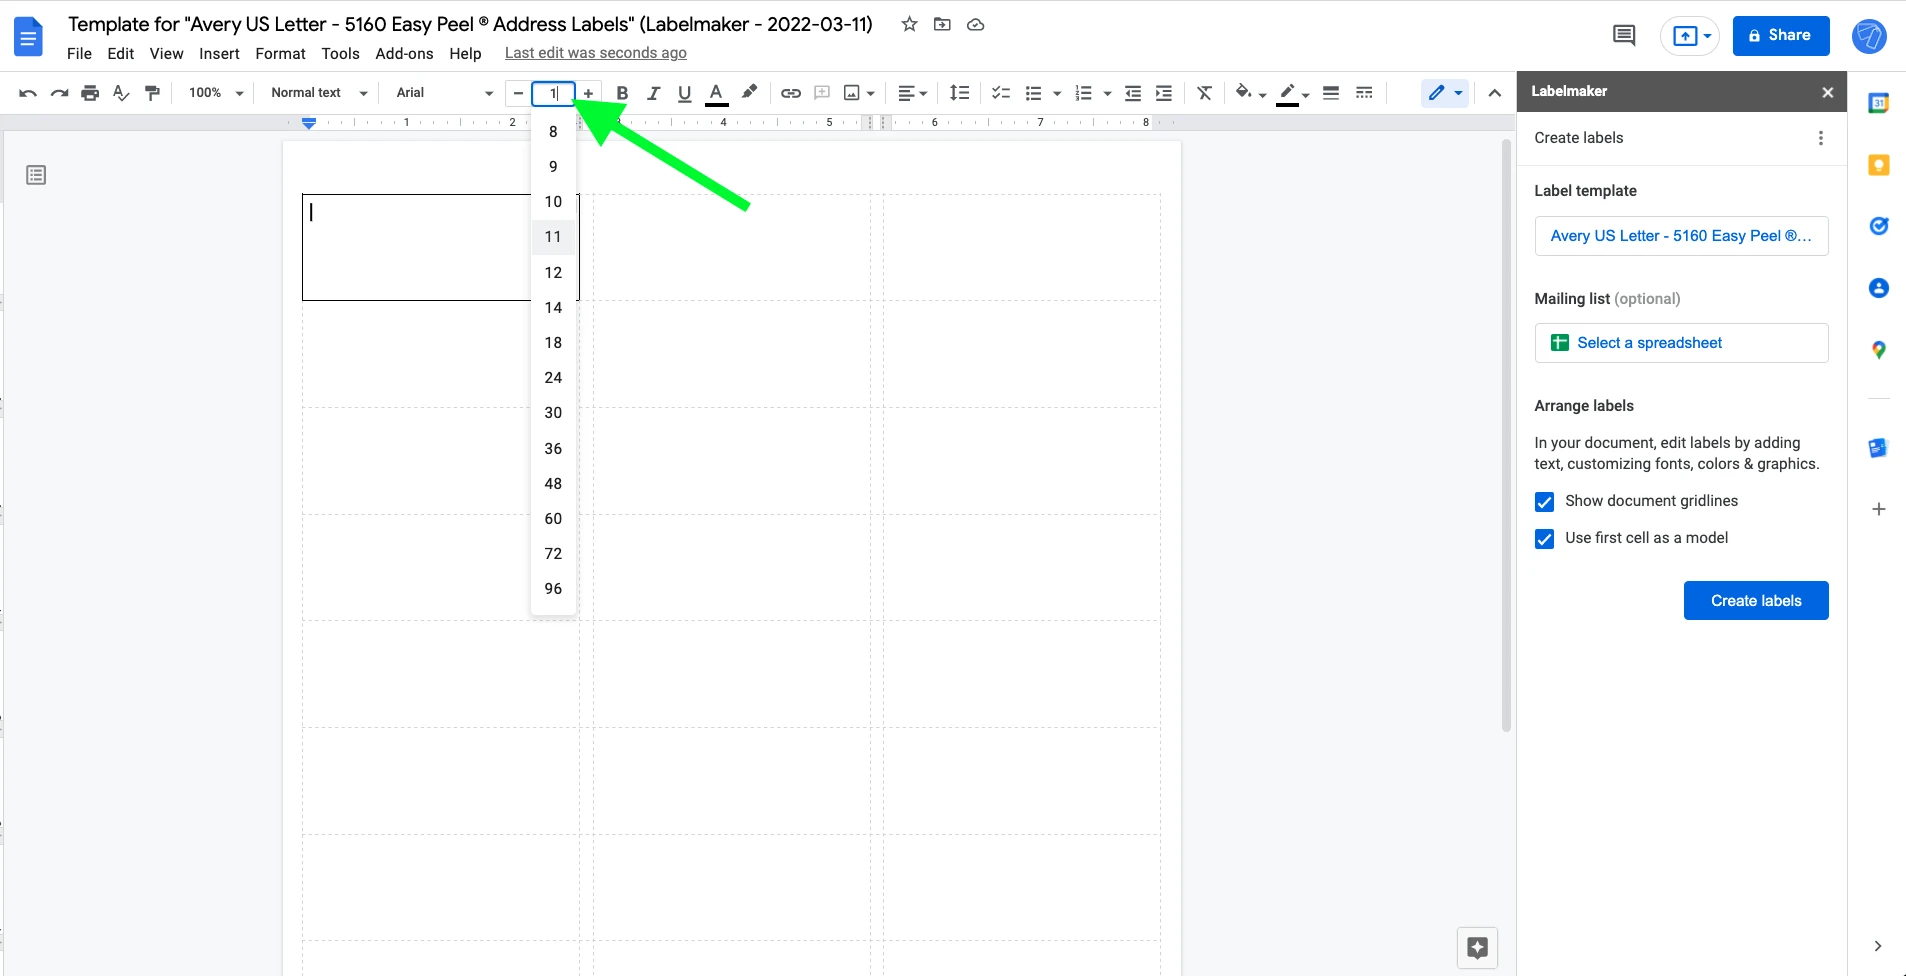 Template for "Avery US Letter - 5160 Easy Peel ® Address Labels" (Labelmaker - 2022-03-11)
File Edit View Insert Format Tools Add-ons Help Last edit was seconds ago
Share
100% Normal text Arial − 1 + B I U A
1 2 3 4 5 6 7 8
8
9
10
11
12
14
18
24
30
36
48
60
72
96
Labelmaker
Create labels
Label template
Avery US Letter - 5160 Easy Peel ®...
Mailing list (optional)
Select a spreadsheet
Arrange labels
In your document, edit labels by adding
text, customizing fonts, colors & graphics.
Show document gridlines
Use first cell as a model
Create labels
31